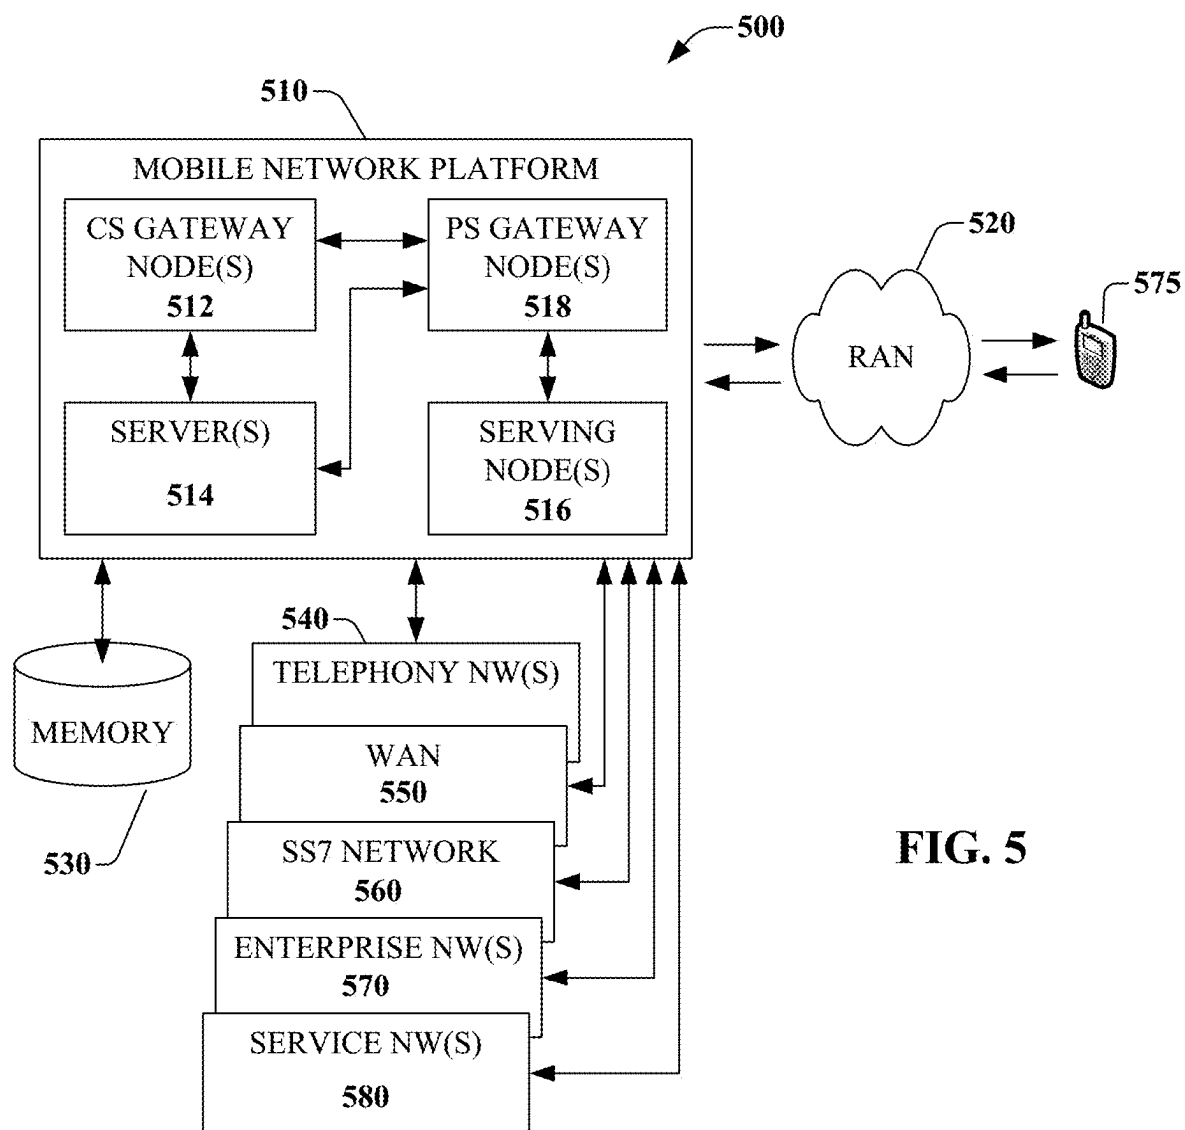 500
510
MOBILE NETWORK PLATFORM
CS GATEWAY
NODE(S)
512
PS GATEWAY
NODE(S)
518
SERVER(S)
514
SERVING
NODE(S)
516
520
RAN
575
MEMORY
530
540
TELEPHONY NW(S)
WAN
550
SS7 NETWORK
560
ENTERPRISE NW(S)
570
SERVICE NW(S)
580
FIG. 5